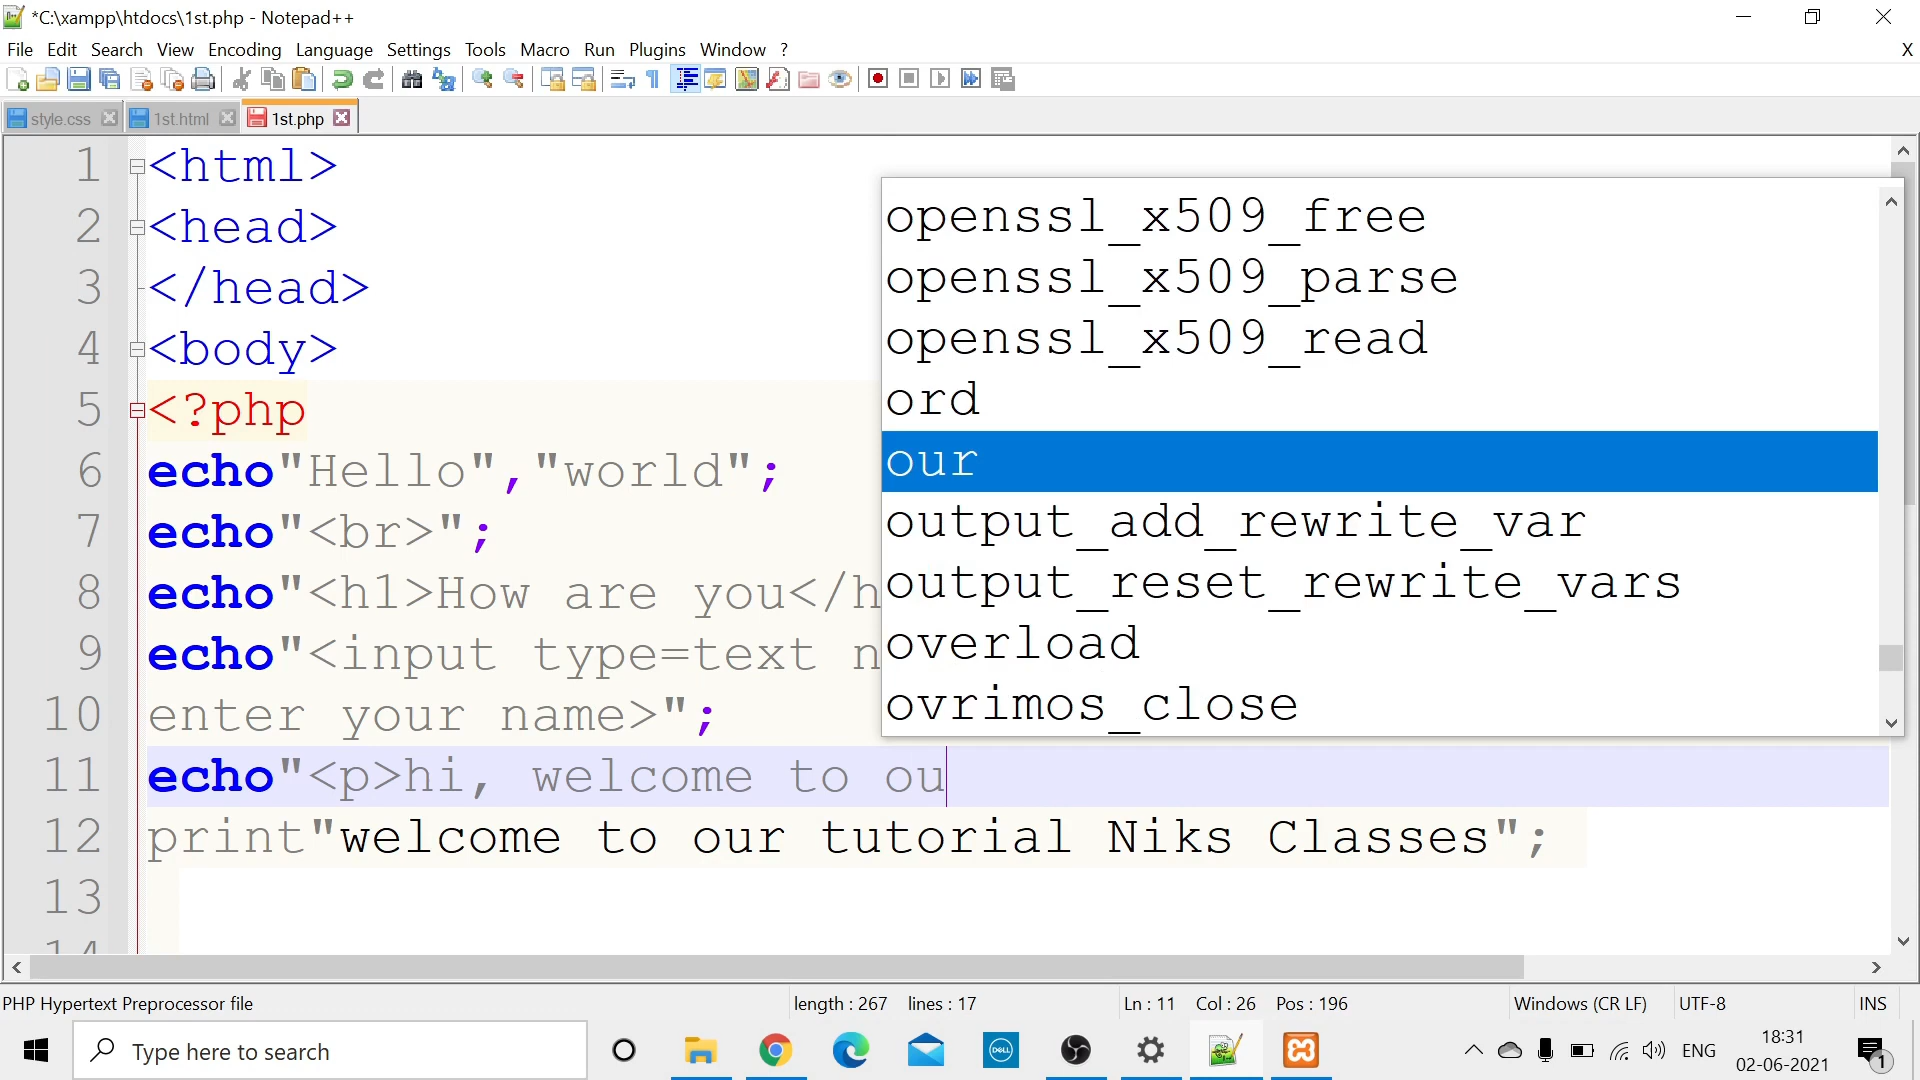 *C:\xampp\htdocs\1st.php - Notepad++
File Edit Search View Encoding Language Settings Tools Macro Run Plugins Window ?
X
style.css 1st.html 1st.php
1 <html>
2 <head>
3 </head>
4 <body>
5 <?php
6 echo"Hello","world";
7 echo"<br>";
8 echo"<h1>How are you</h
9 echo"<input type=text n
10 enter your name>";
11 echo"<p>hi, welcome to ou
12 print"welcome to our tutorial Niks Classes";
13
14
openssl_x509_free
openssl_x509_parse
openssl_x509_read
ord
our
output_add_rewrite_var
output_reset_rewrite_vars
overload
ovrimos_close
PHP Hypertext Preprocessor file length : 267 lines : 17 Ln : 11 Col : 26 Pos : 196 Windows (CR LF) UTF-8 INS
Type here to search
DELL
ENG
18:31
02-06-2021
1